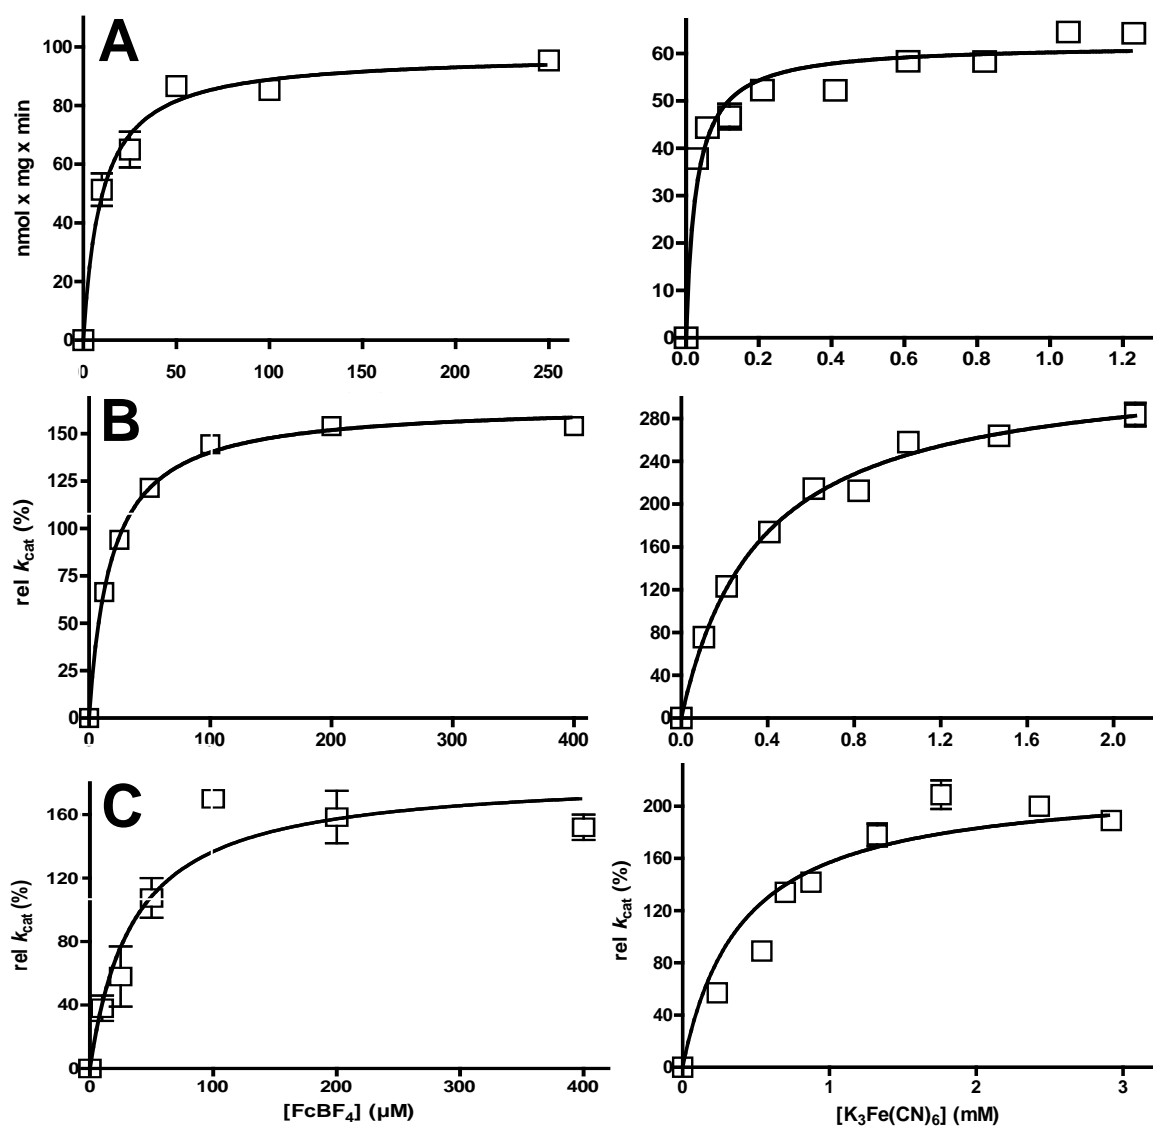 A
nmol x mg x min
100
80
60
40
20
0
0 50 100 150 200 250
60
50
40
30
20
10
0
0.0 0.2 0.4 0.6 0.8 1.0 1.2
B
rel kcat (%)
150
125
100
75
50
25
0
0 100 200 300 400
280
240
200
160
120
80
40
0
0.0 0.4 0.8 1.2 1.6 2.0
C
rel kcat (%)
160
120
80
40
0
0 100 200 300 400
[FcBF4] (µM)
rel kcat (%)
200
160
120
80
40
0
0 1 2 3
[K3Fe(CN)6] (mM)